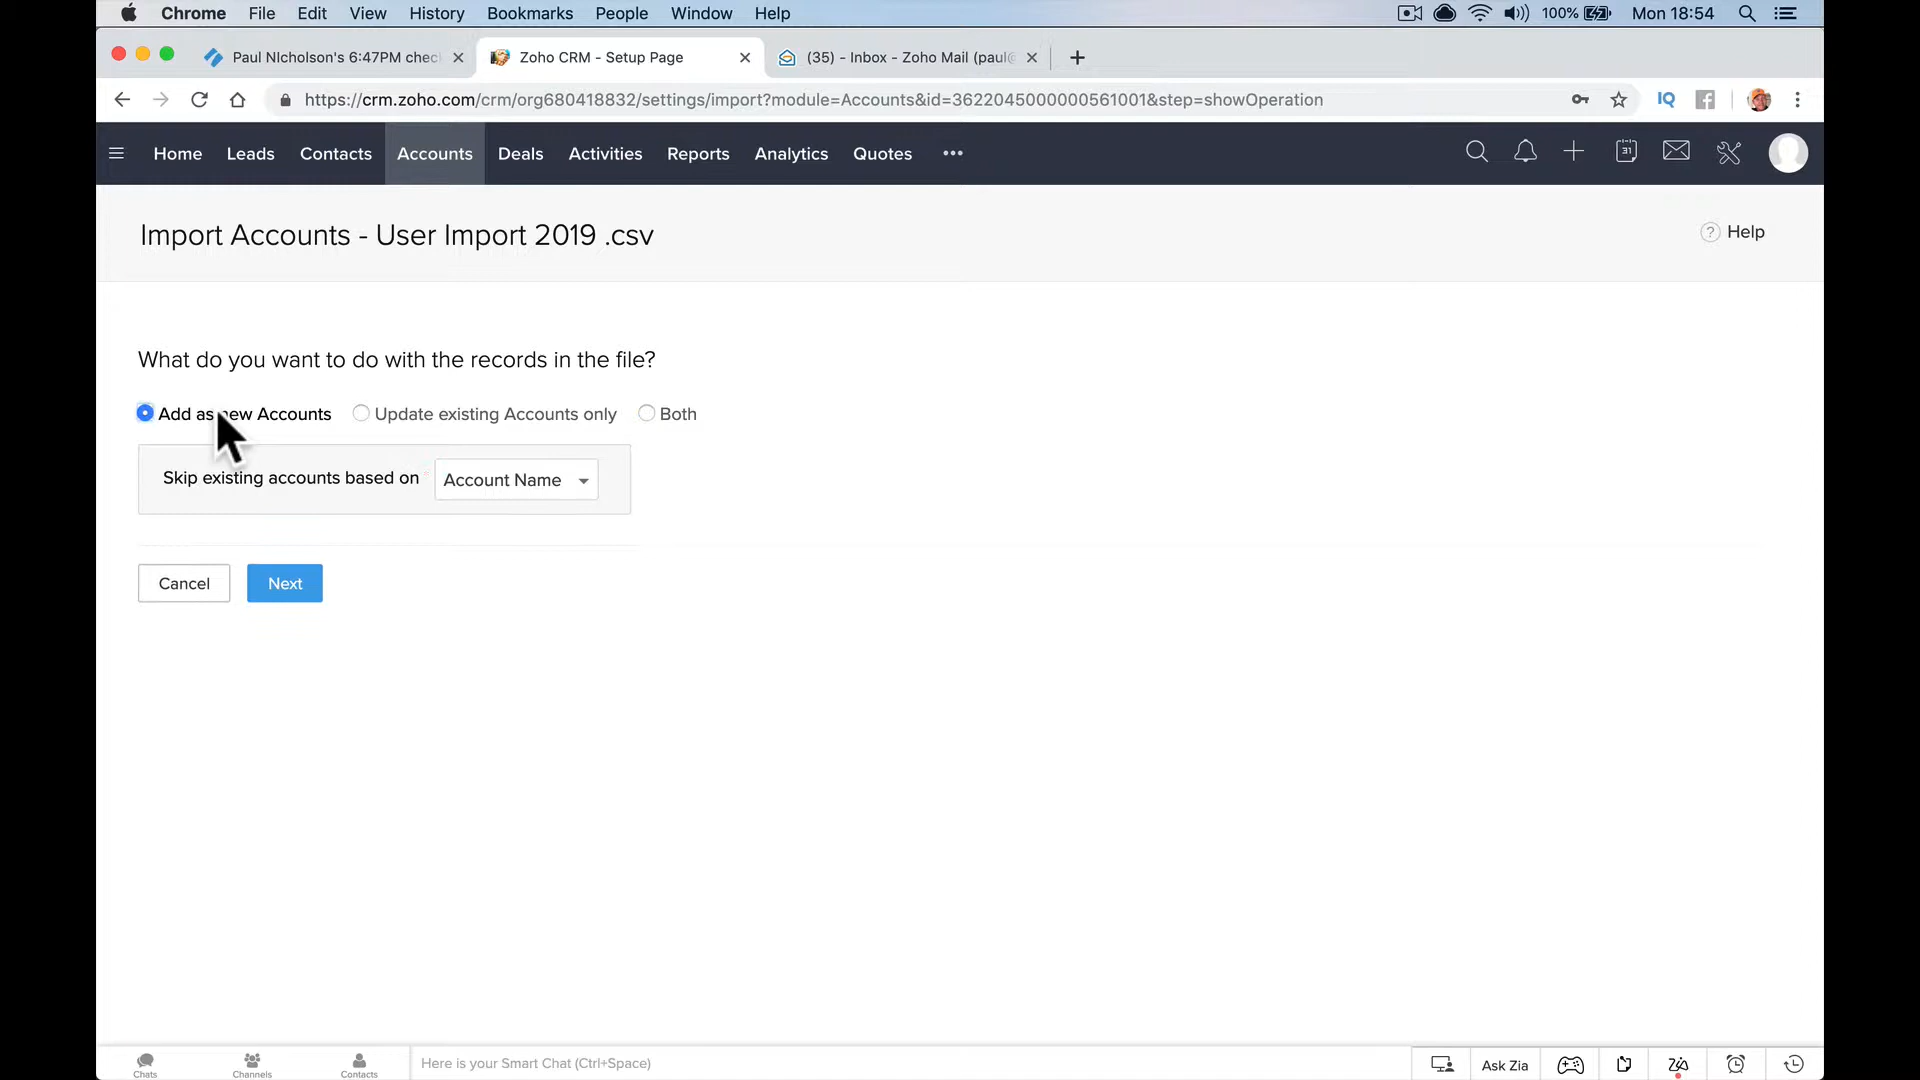 Chrome File Edit View History Bookmarks People Window Help 100% Mon 18:54
Paul NIcholson's 6:47PM chec Zoho CRM - Setup Page (35) - Inbox - Zoho Mail (paul@
https://crm.zoho.com/crm/org680418832/settings/import?module=Accounts&id=3622045000000561001&step=showOperation IQ
Home Leads Contacts Accounts Deals Activities Reports Analytics Quotes ••• 31
Import Accounts - User Import 2019 .csv ? Help
What do you want to do with the records in the file?
Add as new Accounts Update existing Accounts only Both
Skip existing accounts based on Account Name
Cancel Next
Chats Channels Contacts Here is your Smart Chat (Ctrl+Space) Ask Zia